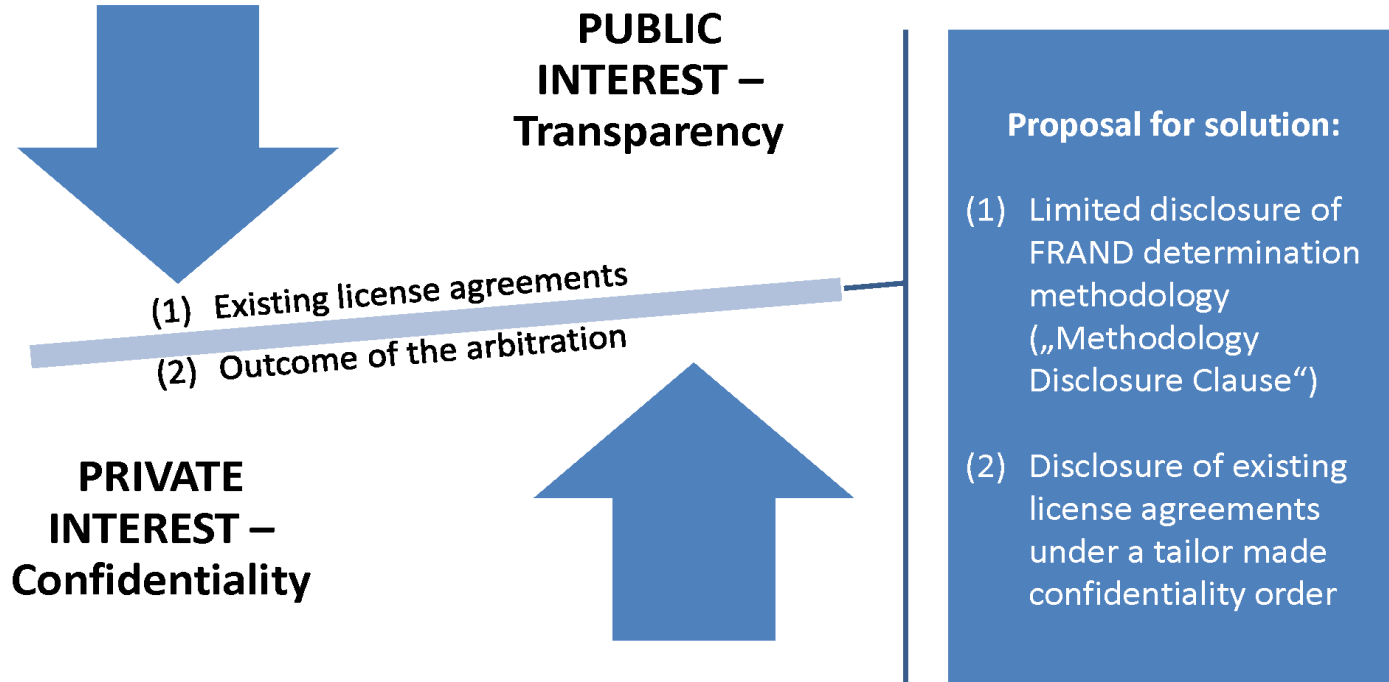 PUBLIC
INTEREST –
Transparency
(1) Existing license agreements
(2) Outcome of the arbitration
PRIVATE
INTEREST –
Confidentiality
Proposal for solution:
(1) Limited disclosure of
FRAND determination
methodology
(„Methodology
Disclosure Clause“)
(2) Disclosure of existing
license agreements
under a tailor made
confidentiality order